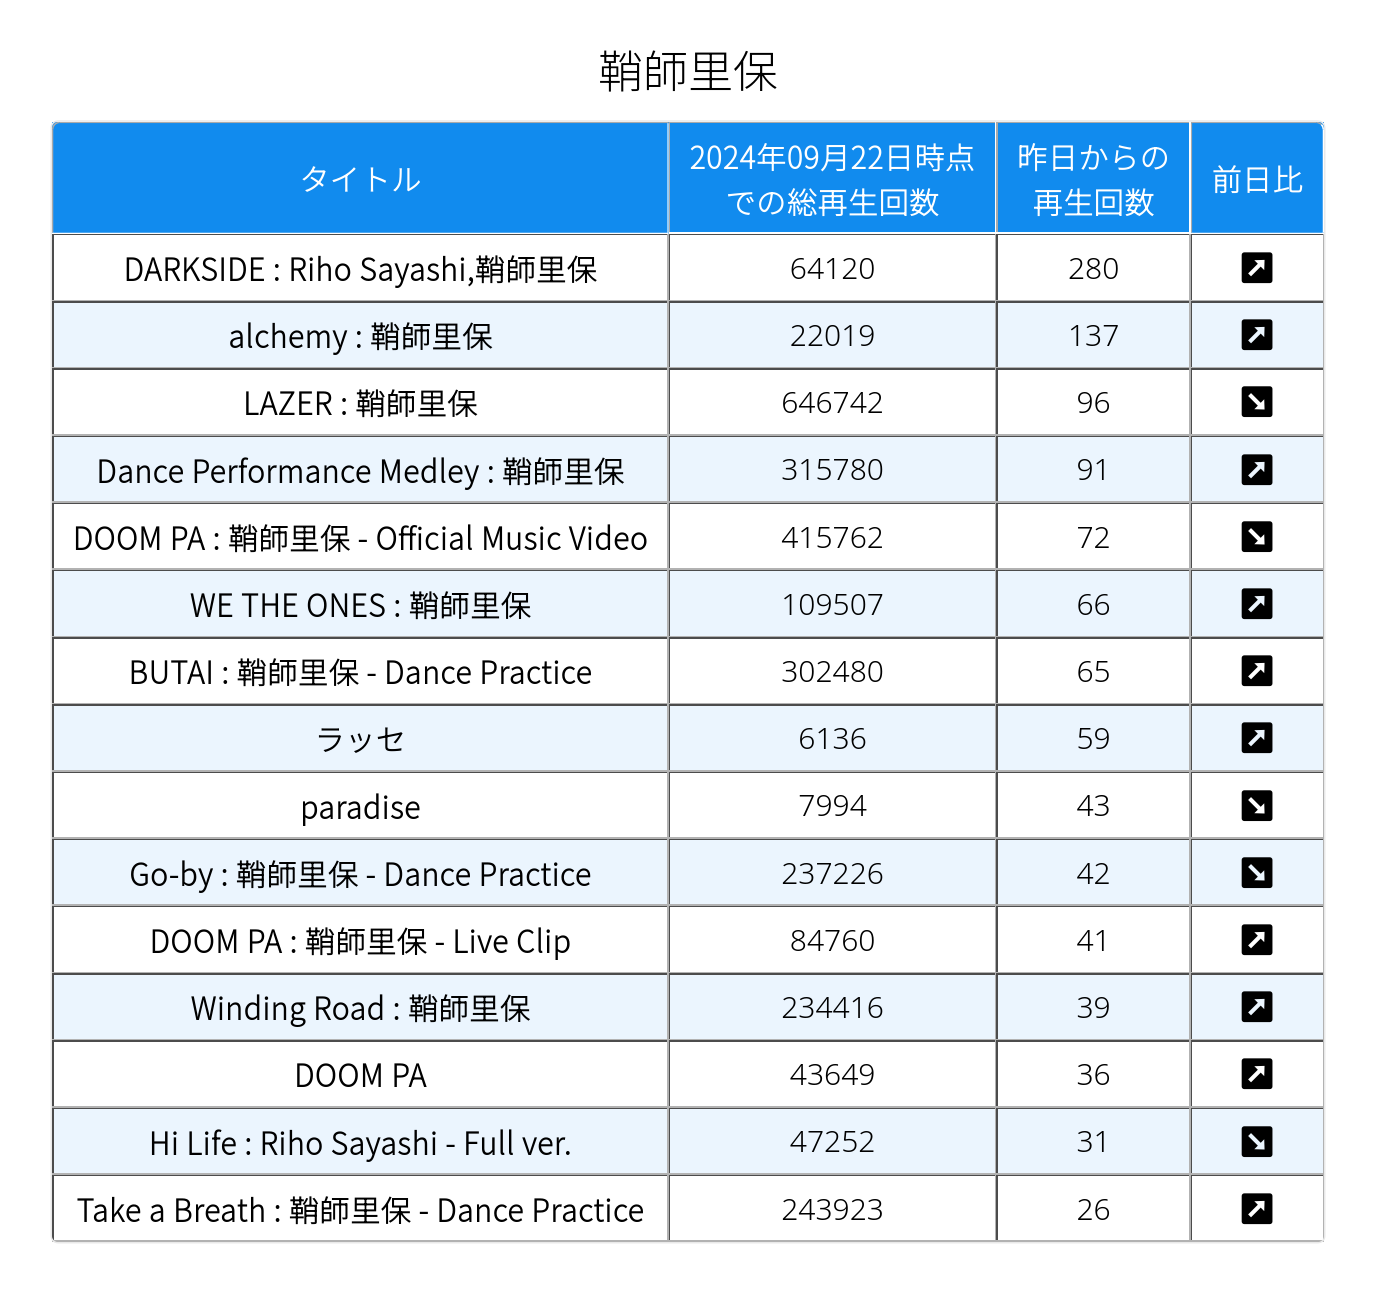 鞘師里保
タイトル 2024年09月22日時点での総再生回数 昨日からの再生回数 前日比
DARKSIDE : Riho Sayashi,鞘師里保 64120 280
alchemy : 鞘師里保 22019 137
LAZER : 鞘師里保 646742 96
Dance Performance Medley : 鞘師里保 315780 91
DOOM PA : 鞘師里保 - Official Music Video 415762 72
WE THE ONES : 鞘師里保 109507 66
BUTAI : 鞘師里保 - Dance Practice 302480 65
ラッセ 6136 59
paradise 7994 43
Go-by : 鞘師里保 - Dance Practice 237226 42
DOOM PA : 鞘師里保 - Live Clip 84760 41
Winding Road : 鞘師里保 234416 39
DOOM PA 43649 36
Hi Life : Riho Sayashi - Full ver. 47252 31
Take a Breath : 鞘師里保 - Dance Practice 243923 26